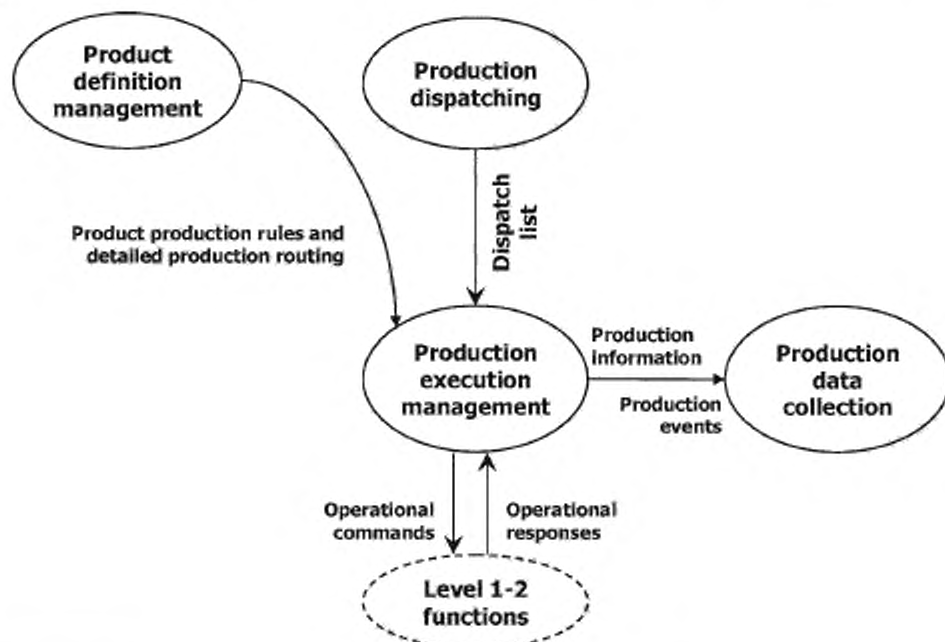 Product
definition
management
Production
dispatching
Dispatch
list
Product production rules and
detailed production routing
Production
execution
management
Production
information
Production
events
Production
data
collection
Operational
commands
Operational
responses
Level 1-2
functions